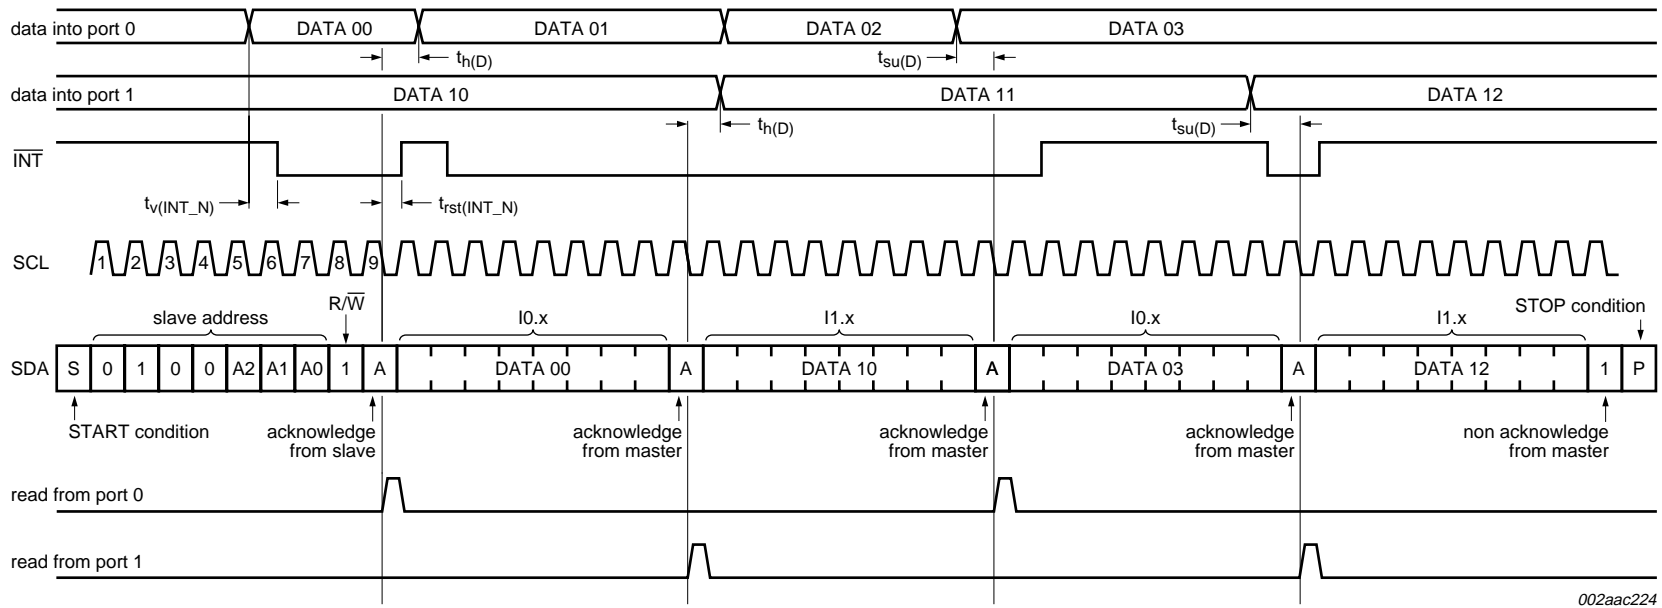 data into port 0 DATA 00 DATA 01 DATA 02 DATA 03
th(D) tsu(D)
data into port 1 DATA 10 DATA 11 DATA 12
th(D) tsu(D)
INT
tv(INT_N) trst(INT_N)
SCL 1 2 3 4 5 6 7 8 9
R/W STOP condition
slave address I0.x I1.x I0.x I1.x
SDA S 0 1 0 0 A2 A1 A0 1 A DATA 00 A DATA 10 A DATA 03 A DATA 12 1 P
START condition acknowledge acknowledge acknowledge acknowledge non acknowledge
from slave from master from master from master from master
read from port 0
read from port 1
002aac224